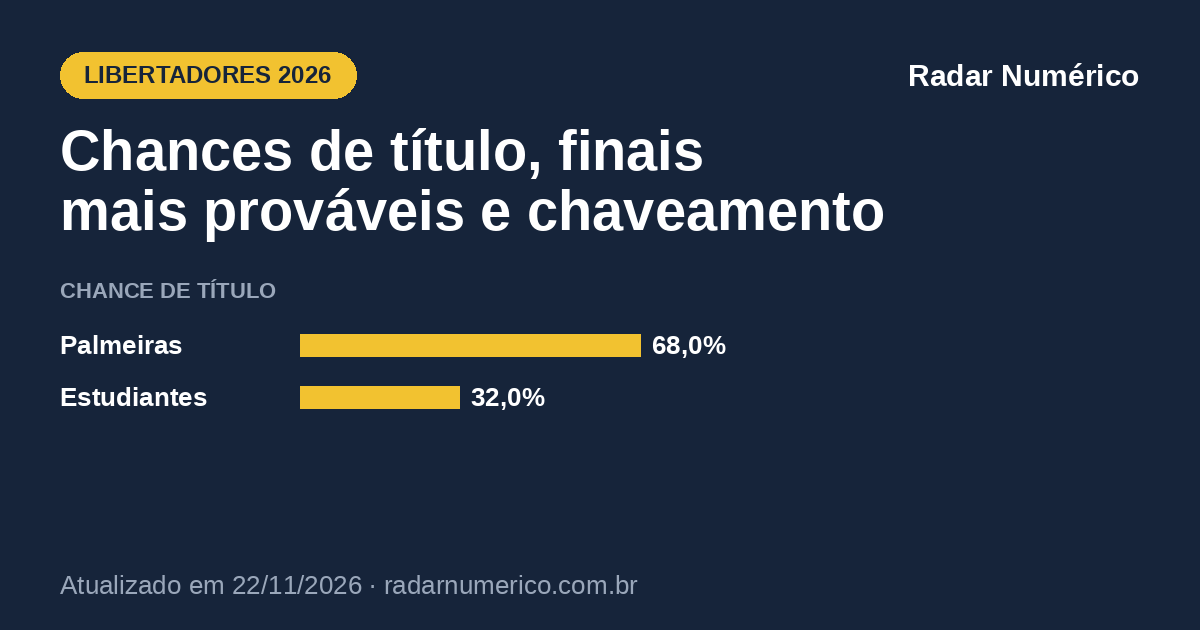 LIBERTADORES 2026
Radar Numérico
Chances de título, finais
mais prováveis e chaveamento
CHANCE DE TÍTULO
Palmeiras 68,0%
Estudiantes 32,0%
Atualizado em 22/11/2026 · radarnumerico.com.br